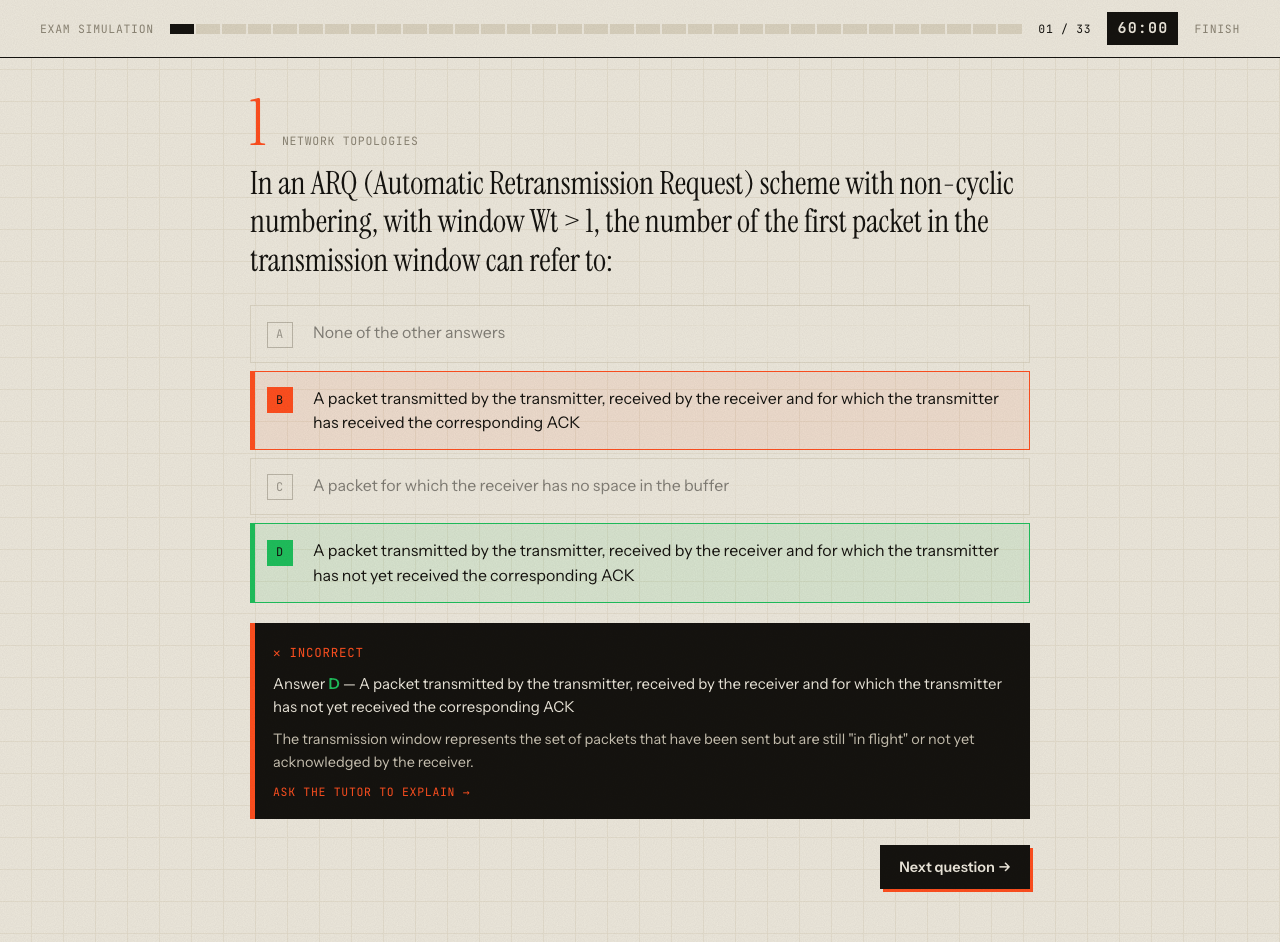 EXAM SIMULATION
01 / 33
60:00
FINISH
1
NETWORK TOPOLOGIES
In an ARQ (Automatic Retransmission Request) scheme with non-cyclic
numbering, with window Wt > 1, the number of the first packet in the
transmission window can refer to:
A
None of the other answers
B
A packet transmitted by the transmitter, received by the receiver and for which the transmitter
has received the corresponding ACK
C
A packet for which the receiver has no space in the buffer
D
A packet transmitted by the transmitter, received by the receiver and for which the transmitter
has not yet received the corresponding ACK
× INCORRECT
Answer D — A packet transmitted by the transmitter, received by the receiver and for which the transmitter
has not yet received the corresponding ACK
The transmission window represents the set of packets that have been sent but are still "in flight" or not yet
acknowledged by the receiver.
ASK THE TUTOR TO EXPLAIN →
Next question →